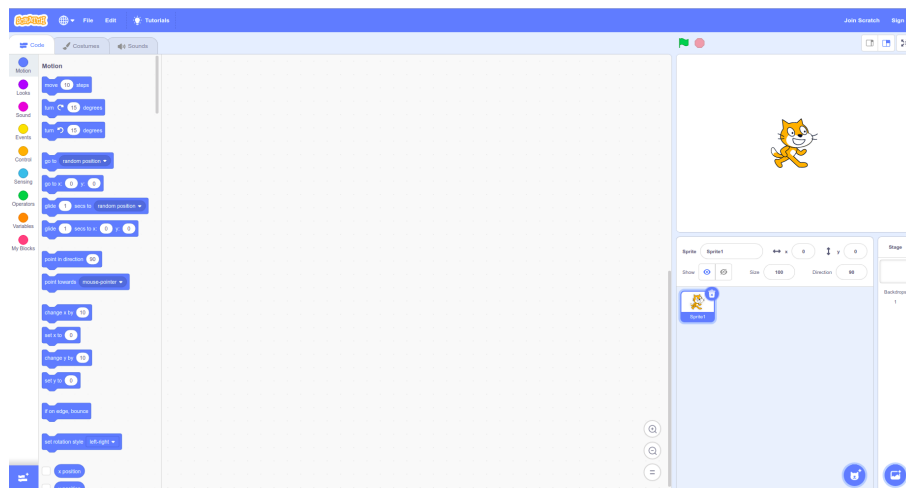 SCRATCH File Edit Tutorials Join Scratch Sign
Code Costumes Sounds
Motion
Looks
Sound
Events
Control
Sensing
Operators
Variables
My Blocks
Motion
move 10 steps
turn 15 degrees
turn 15 degrees
go to random position
go to x: 0 y: 0
glide 1 secs to random position
glide 1 secs to x: 0 y: 0
point in direction 90
point towards mouse-pointer
change x by 10
set x to 0
change y by 10
set y to 0
if on edge, bounce
set rotation style left-right
x position
Sprite Sprite1 x 0 y 0
Show Size 100 Direction 90
Sprite1
Stage
Backdrops
1